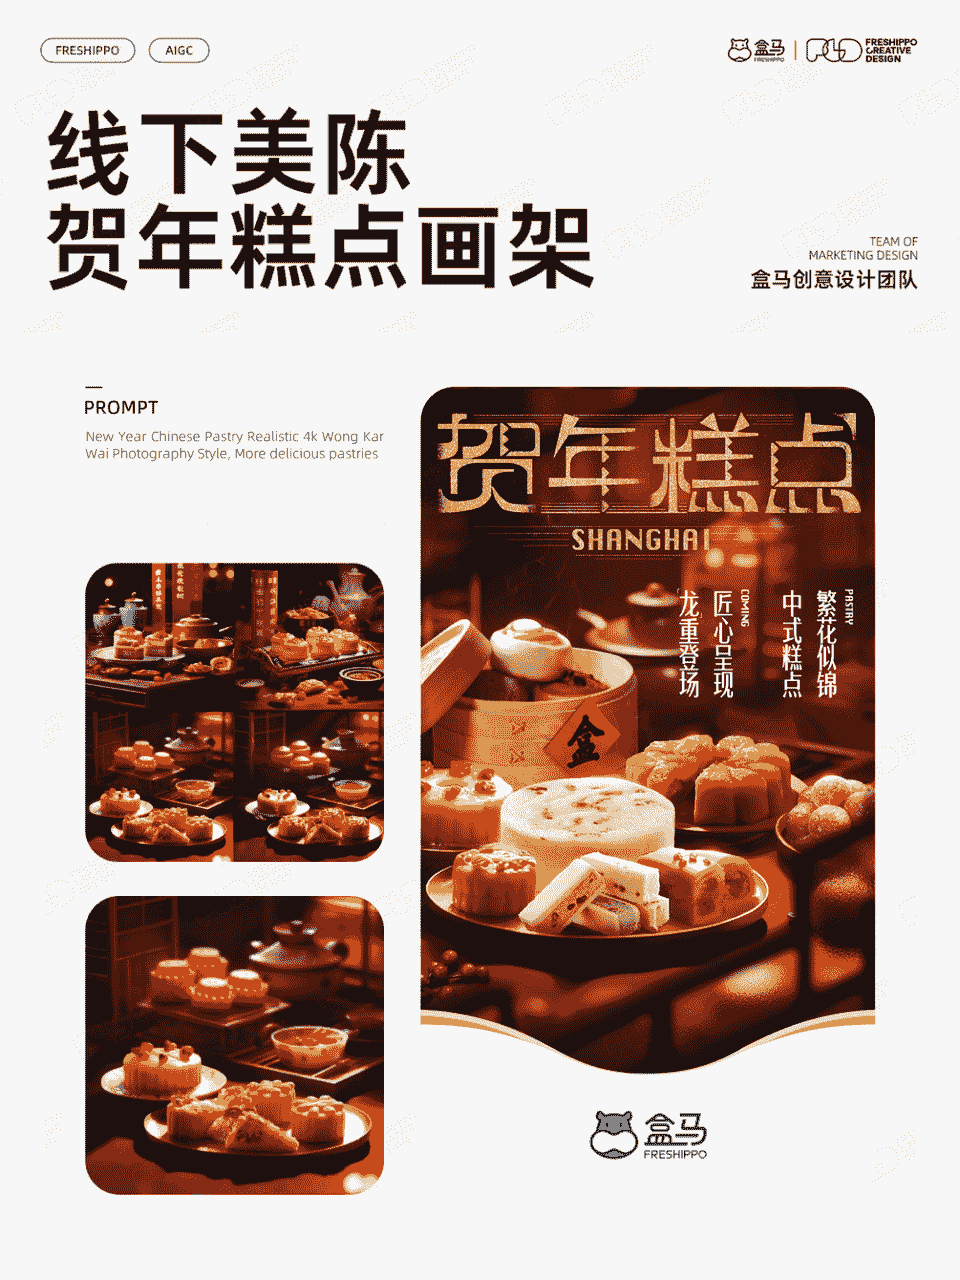 FRESHIPPO
AIGC
盒马
FRESHIPPO
FRESHIPPO
CREATIVE
DESIGN
线下美陈
贺年糕点画架
TEAM OF
MARKETING DESIGN
盒马创意设计团队
PROMPT
New Year Chinese Pastry Realistic 4k Wong Kar
Wai Photography Style, More delicious pastries
贺年糕点
SHANGHAI
PASTRY
繁花似锦
中式糕点
COMING
匠心呈现
龙重登场
盒
盒马
FRESHIPPO